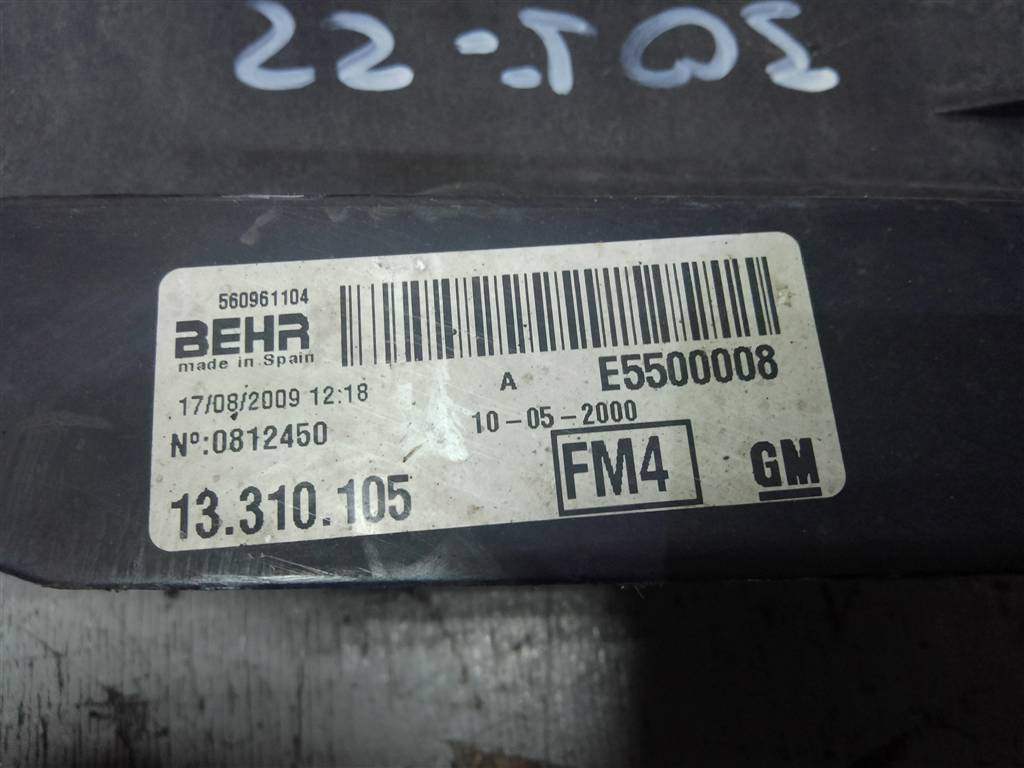 560961104
BEHR
made in Spain
E5500008
A
17/08/2009 12:18
10-05-2000
Nº:0812450
FM4
GM
13.310.105